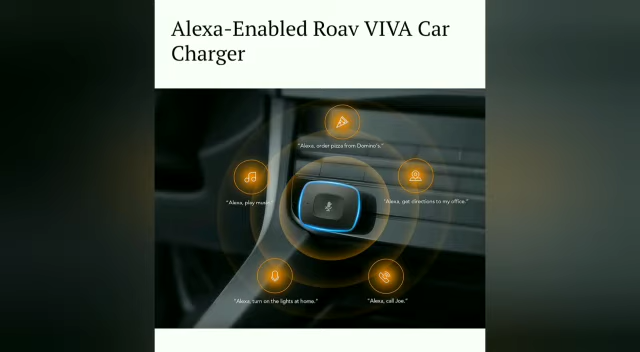 Alexa-Enabled Roav VIVA Car
Charger
"Alexa, order pizza from Domino's."
"Alexa, play music."
"Alexa, get directions to my office."
"Alexa, turn on the lights at home."
"Alexa, call Joe."